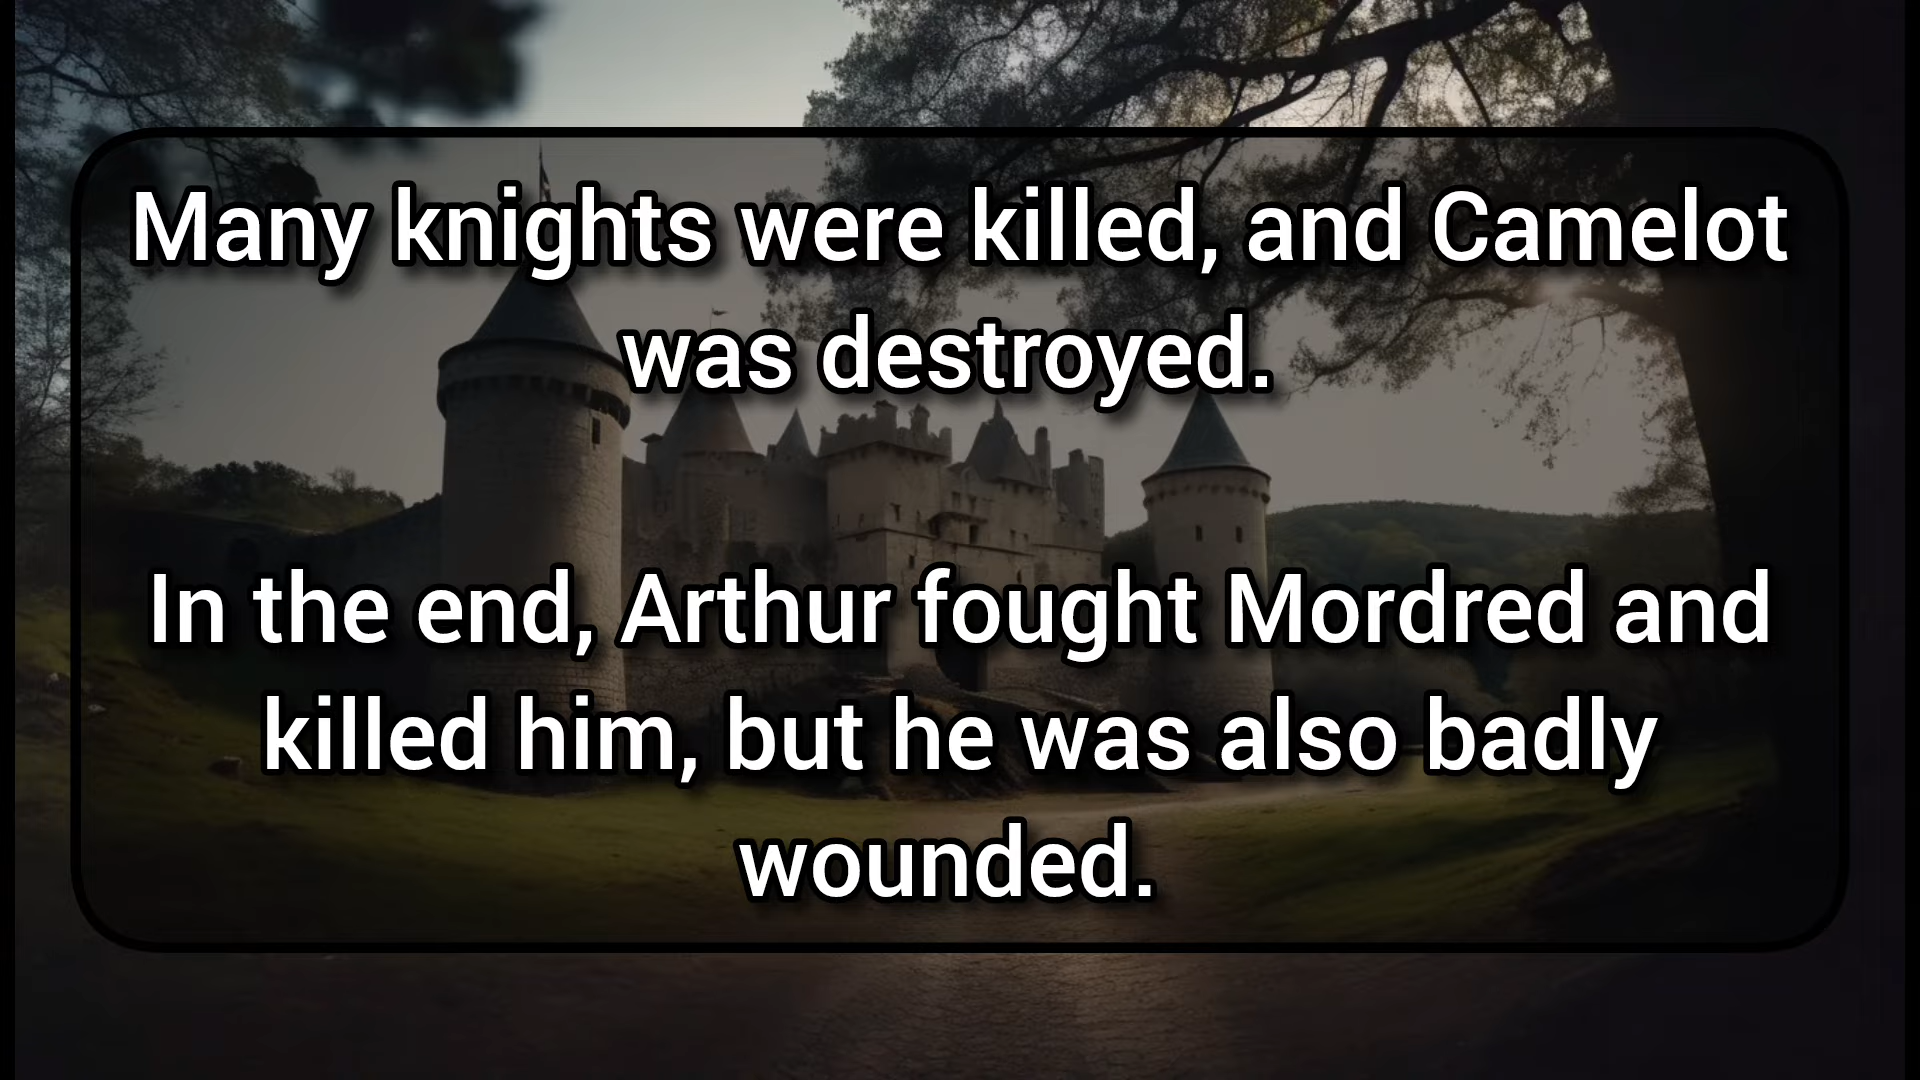 Many knights were killed, and Camelot
was destroyed.
In the end, Arthur fought Mordred and
killed him, but he was also badly
wounded.